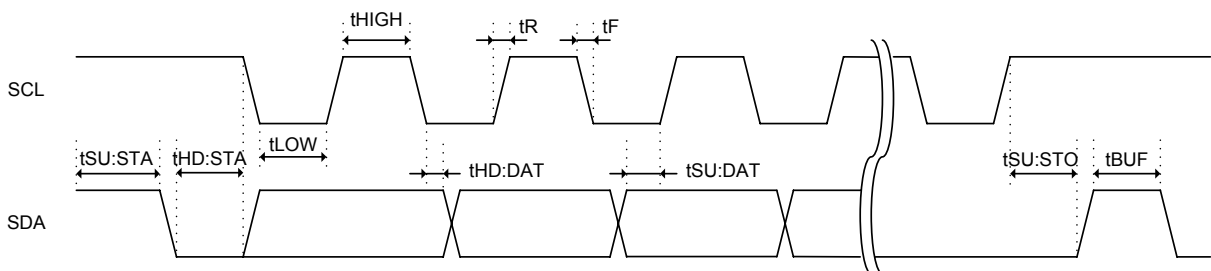 tHIGH
tR
tF
SCL
tLOW
tSU:STA
tHD:STA
tHD:DAT
tSU:DAT
tSU:STO
tBUF
SDA